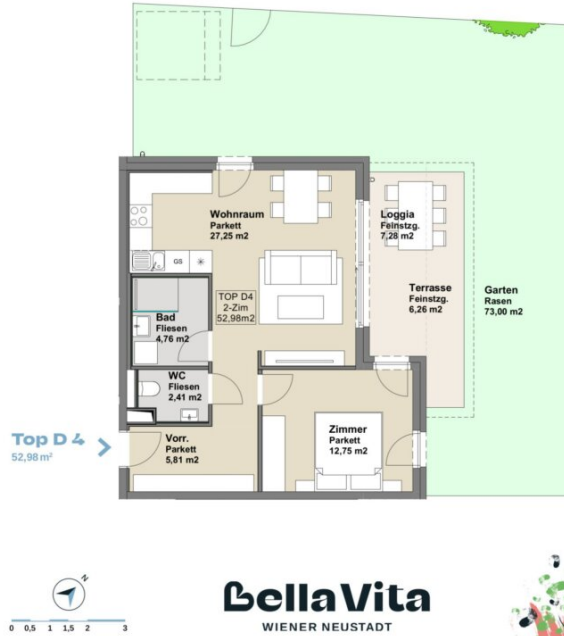 Wohnraum
Parkett
27,25 m2
Loggia
Feinstzg.
7,28 m2
GS
TOP D4
2-Zim
52,98m2
Terrasse
Feinstzg.
6,26 m2
Garten
Rasen
73,00 m2
Bad
Fliesen
4,76 m2
WC
Fliesen
2,41 m2
Top D 4
52,98 m²
Vorr.
Parkett
5,81 m2
Zimmer
Parkett
12,75 m2
N
0 0,5 1 1,5 2 3
BellaVita
WIENER NEUSTADT